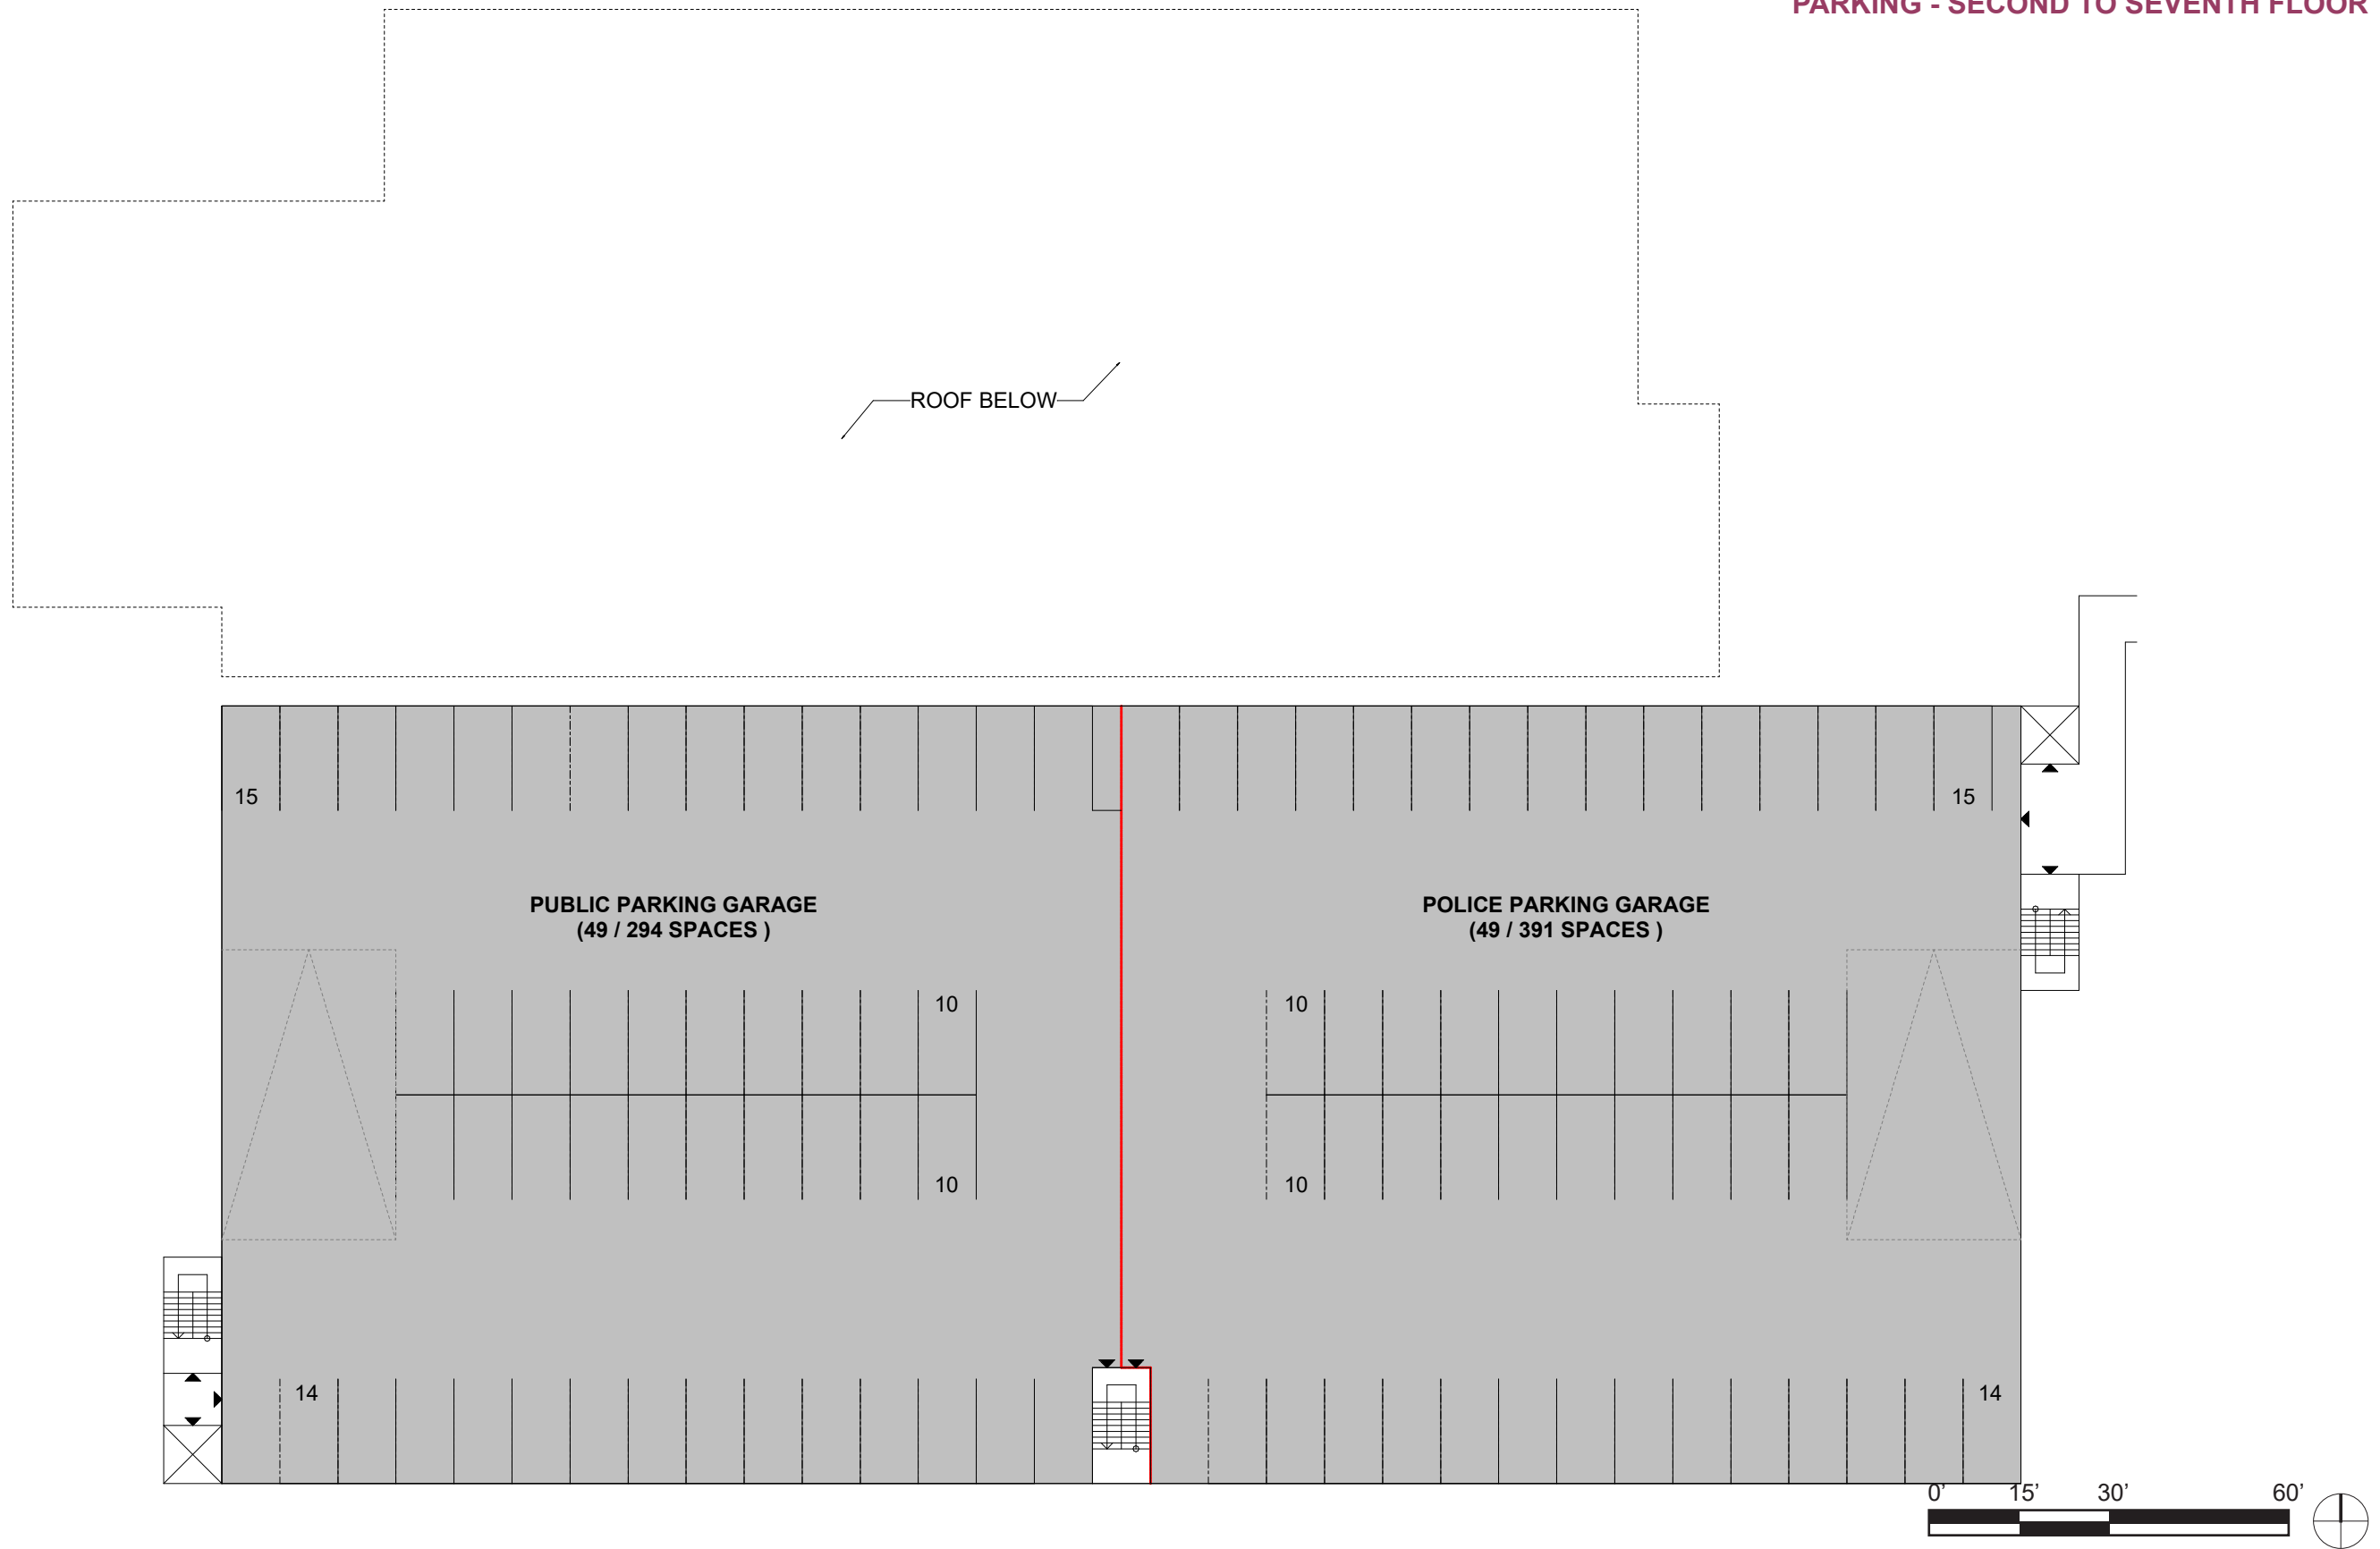 PARKING - SECOND TO SEVENTH FLOOR
ROOF BELOW
15
15
PUBLIC PARKING GARAGE
(49 / 294 SPACES )
POLICE PARKING GARAGE
(49 / 391 SPACES )
10
10
10
10
14
14
0’ 15’ 30’ 60’